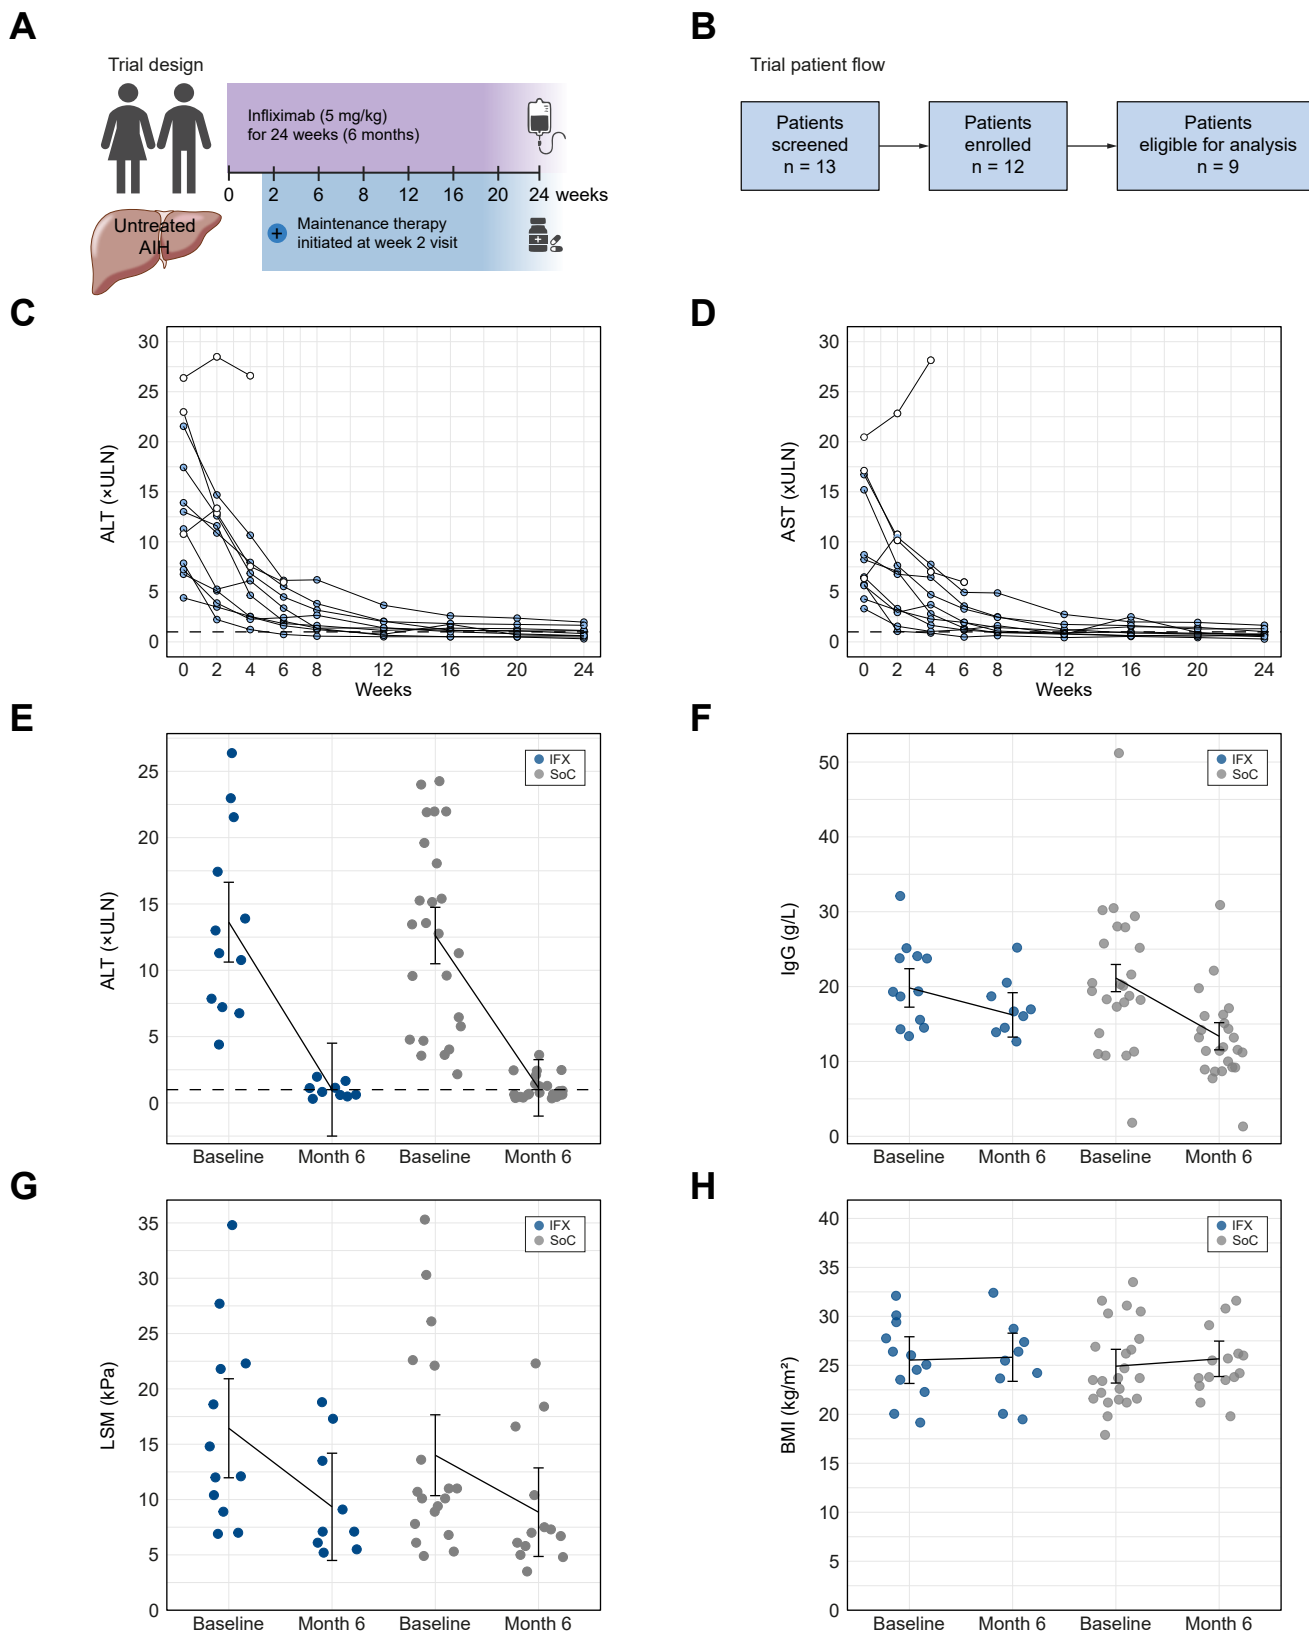 A
Trial design
Infliximab (5 mg/kg)
for 24 weeks (6 months)
0 2 6 8 12 16 20 24 weeks
Maintenance therapy
initiated at week 2 visit
Untreated
AIH
B
Trial patient flow
Patients
screened
n = 13
Patients
enrolled
n = 12
Patients
eligible for analysis
n = 9
C
ALT (×ULN)
30
25
20
15
10
5
0
0 2 4 6 8 12 16 20 24
Weeks
D
AST (xULN)
30
25
20
15
10
5
0
0 2 4 6 8 12 16 20 24
Weeks
E
ALT (×ULN)
25
20
15
10
5
0
IFX
SoC
Baseline Month 6 Baseline Month 6
F
IgG (g/L)
50
40
30
20
10
0
IFX
SoC
Baseline Month 6 Baseline Month 6
G
LSM (kPa)
35
30
25
20
15
10
5
0
IFX
SoC
Baseline Month 6 Baseline Month 6
H
BMI (kg/m²)
40
35
30
25
20
15
10
5
0
IFX
SoC
Baseline Month 6 Baseline Month 6